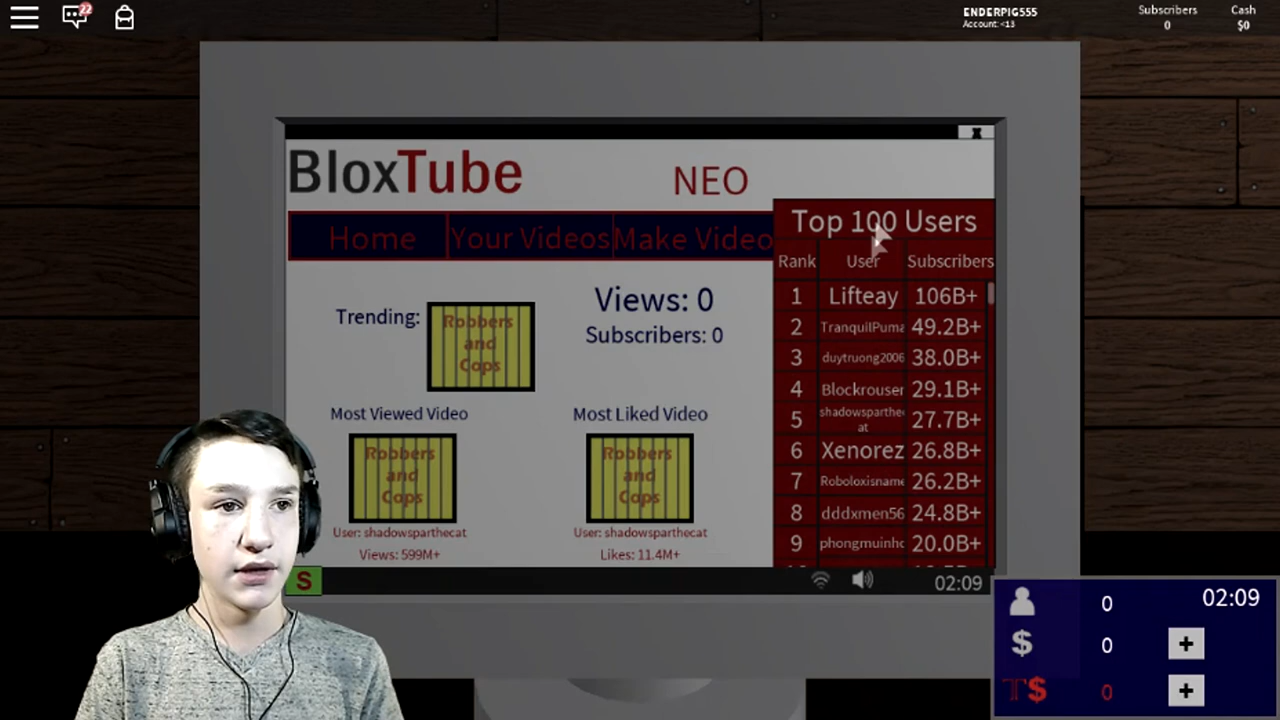 22
ENDERPIG555
Account: <13
Subscribers
0
Cash
$0
X
BloxTube
NEO
Home
Your Videos
Make Video
Trending:
Robbers
and
Cops
Views: 0
Subscribers: 0
Most Viewed Video
Robbers
and
Cops
User: shadowsparthecat
Views: 599M+
Most Liked Video
Robbers
and
Cops
User: shadowsparthecat
Likes: 11.4M+
Top 100 Users
Rank User Subscribers
1 Lifteay 106B+
2 TranquilPuma 49.2B+
3 duytruong2006 38.0B+
4 Blockrouser 29.1B+
5 shadowsparthecat 27.7B+
6 Xenorez 26.8B+
7 Roboloxisname 26.2B+
8 dddxmen56 24.8B+
9 phongmuinho 20.0B+
S
02:09
0
02:09
$ 0 +
T$ 0 +